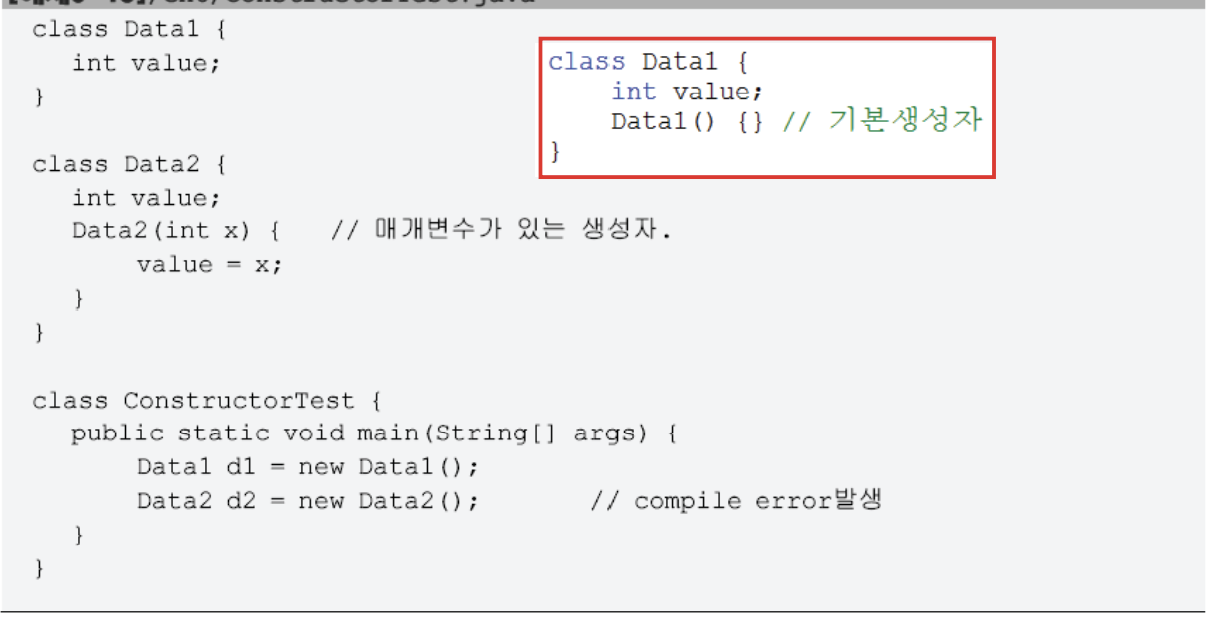 class Data1 {
int value;
}
class Data2 {
int value;
Data2(int x) { // 매개변수가 있는 생성자.
value = x;
}
}
class ConstructorTest {
public static void main(String[] args) {
Data1 d1 = new Data1();
Data2 d2 = new Data2(); // compile error발생
}
}
class Data1 {
int value;
Data1() {} // 기본생성자
}